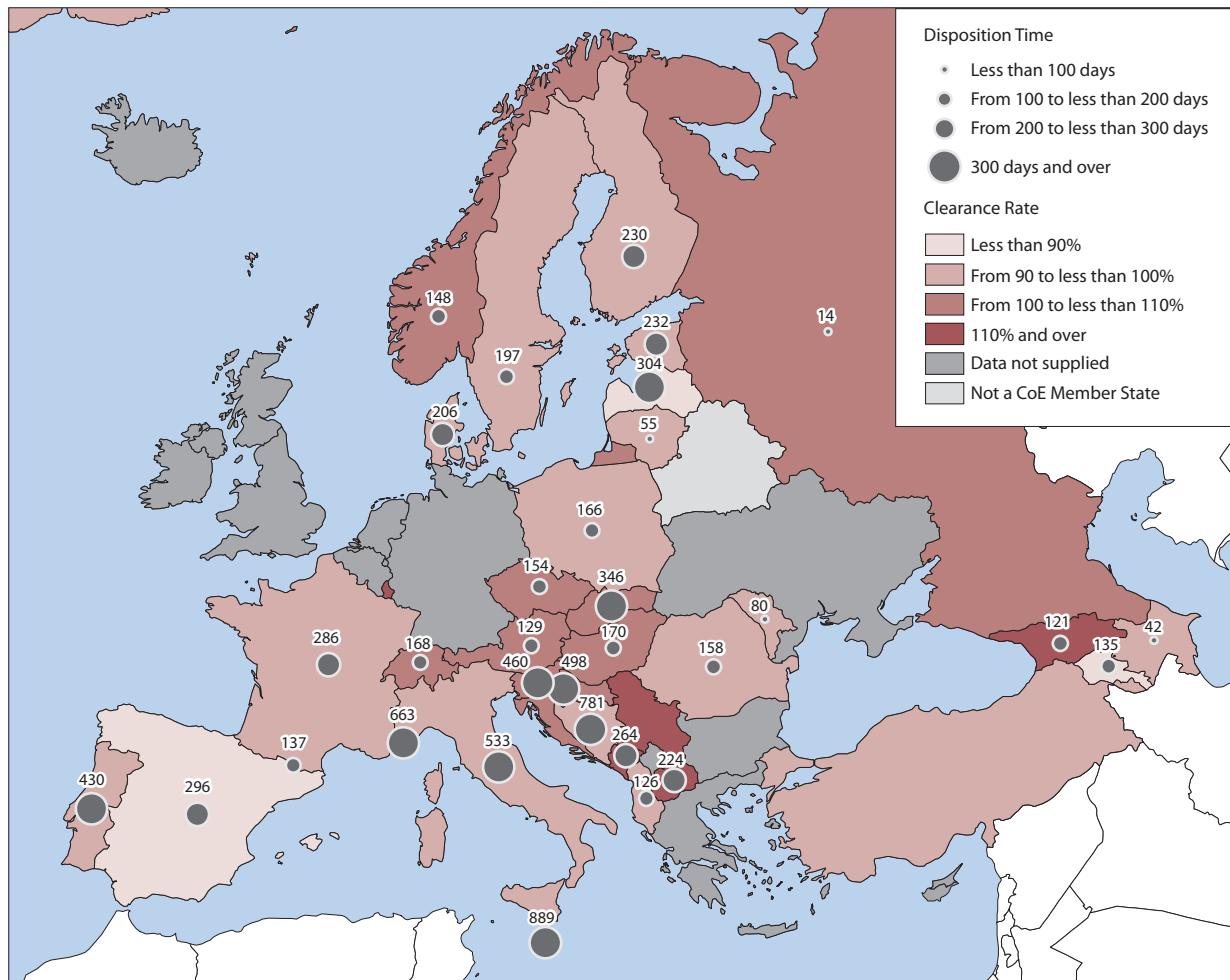 Disposition Time
Less than 100 days
From 100 to less than 200 days
From 200 to less than 300 days
300 days and over
Clearance Rate
Less than 90%
From 90 to less than 100%
From 100 to less than 110%
110% and over
Data not supplied
Not a CoE Member State
230
148
14
232
197
304
206
55
166
154
346
80
129
170
121
42
286
168
158
135
460
498
663
781
137
533
264
430
296
126
224
889